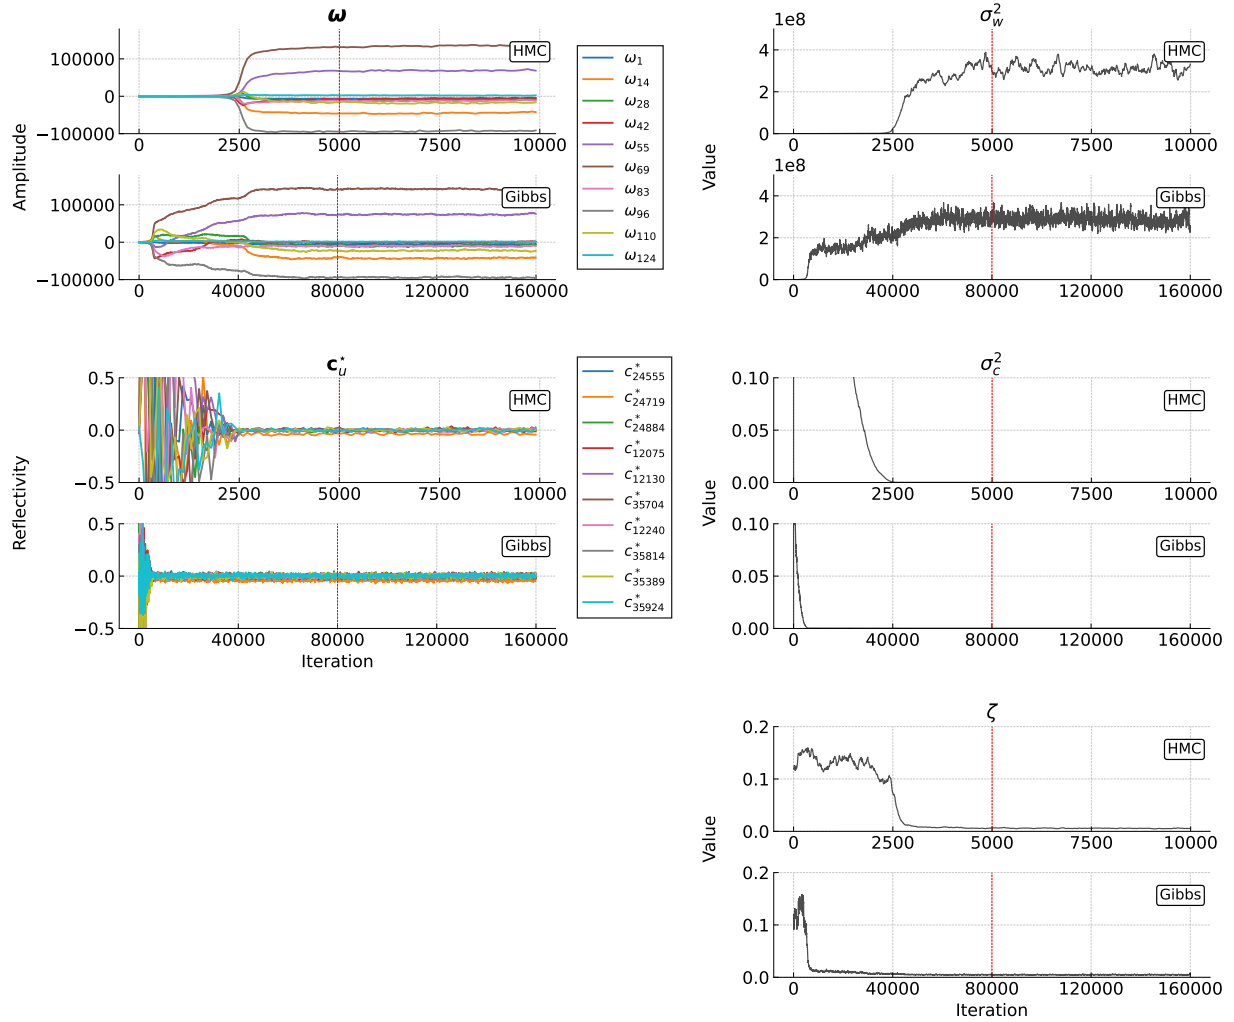 ω
HMC
100000
0
−100000
0 2500 5000 7500 10000
Gibbs
100000
0
−100000
0 40000 80000 120000 160000
Amplitude
ω1
ω14
ω28
ω42
ω55
ω69
ω83
ω96
ω110
ω124
σ²w
1e8
HMC
4
2
0
0 2500 5000 7500 10000
1e8
Gibbs
4
2
0
0 40000 80000 120000 160000
Value
c*u
HMC
0.5
0.0
−0.5
0 2500 5000 7500 10000
Gibbs
0.5
0.0
−0.5
0 40000 80000 120000 160000
Reflectivity
Iteration
c*24555
c*24719
c*24884
c*12075
c*12130
c*35704
c*12240
c*35814
c*35389
c*35924
σ²c
HMC
0.10
0.05
0.00
0 2500 5000 7500 10000
Gibbs
0.10
0.05
0.00
0 40000 80000 120000 160000
Value
ζ
HMC
0.2
0.1
0.0
0 2500 5000 7500 10000
Gibbs
0.2
0.1
0.0
0 40000 80000 120000 160000
Value
Iteration